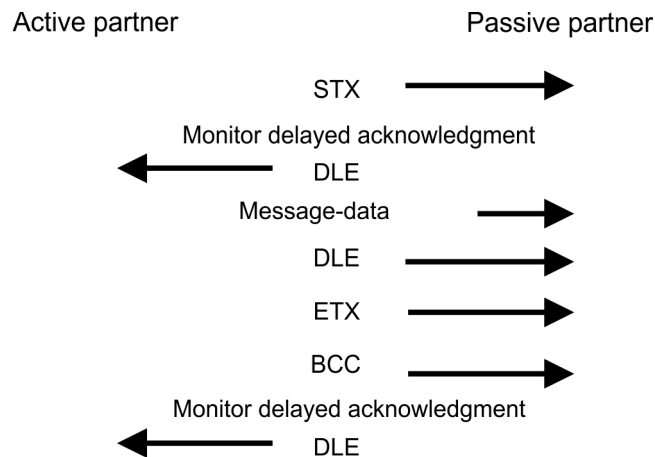 Active partner Passive partner
STX
Monitor delayed acknowledgment
DLE
Message-data
DLE
ETX
BCC
Monitor delayed acknowledgment
DLE